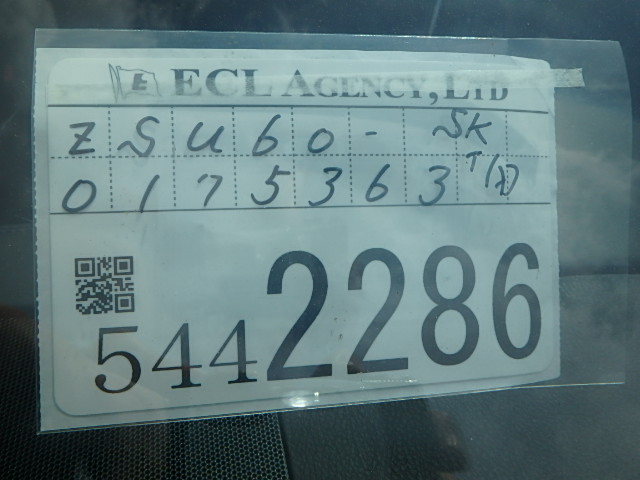 E ECL AGENCY, LTD
ZSU60- SK
0175363 T/
5442286